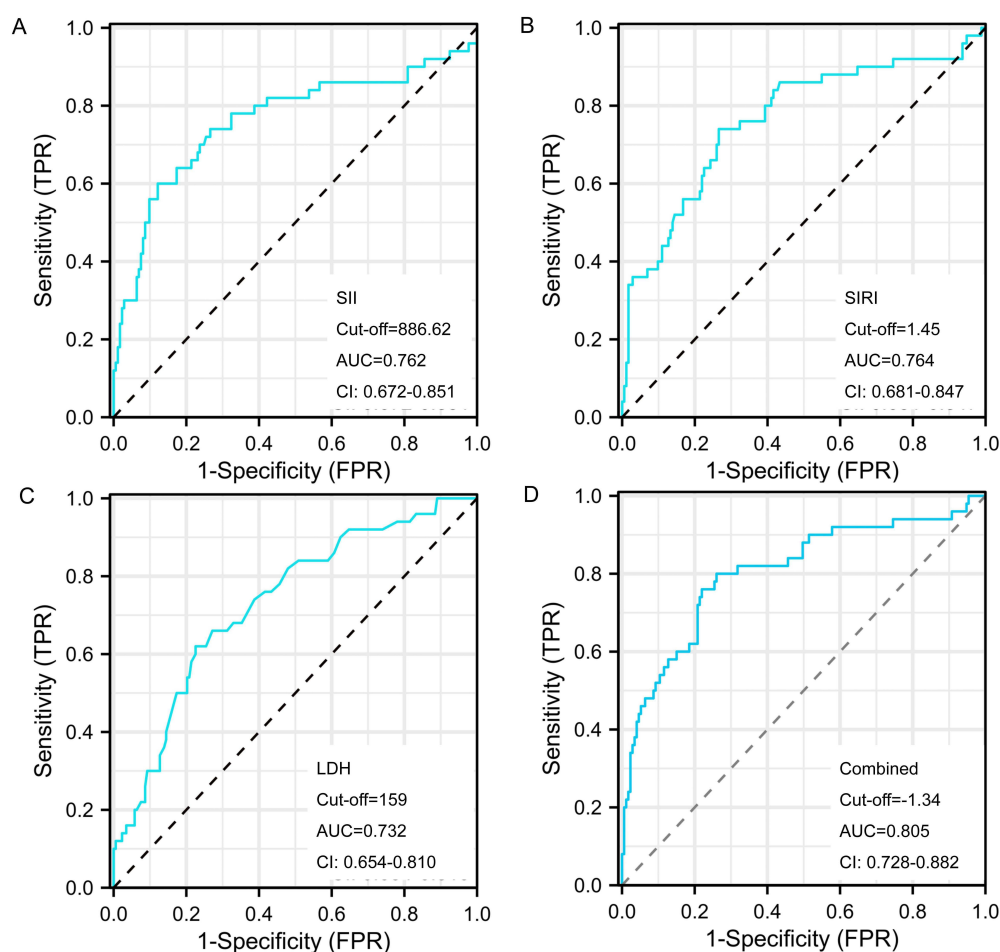 A
Sensitivity (TPR)
1.0
0.8
0.6
0.4
0.2
0.0
SII
Cut-off=886.62
AUC=0.762
CI: 0.672-0.851
0.0 0.2 0.4 0.6 0.8 1.0
1-Specificity (FPR)
B
Sensitivity (TPR)
1.0
0.8
0.6
0.4
0.2
0.0
SIRI
Cut-off=1.45
AUC=0.764
CI: 0.681-0.847
0.0 0.2 0.4 0.6 0.8 1.0
1-Specificity (FPR)
C
Sensitivity (TPR)
1.0
0.8
0.6
0.4
0.2
0.0
LDH
Cut-off=159
AUC=0.732
CI: 0.654-0.810
0.0 0.2 0.4 0.6 0.8 1.0
1-Specificity (FPR)
D
Sensitivity (TPR)
1.0
0.8
0.6
0.4
0.2
0.0
Combined
Cut-off=-1.34
AUC=0.805
CI: 0.728-0.882
0.0 0.2 0.4 0.6 0.8 1.0
1-Specificity (FPR)